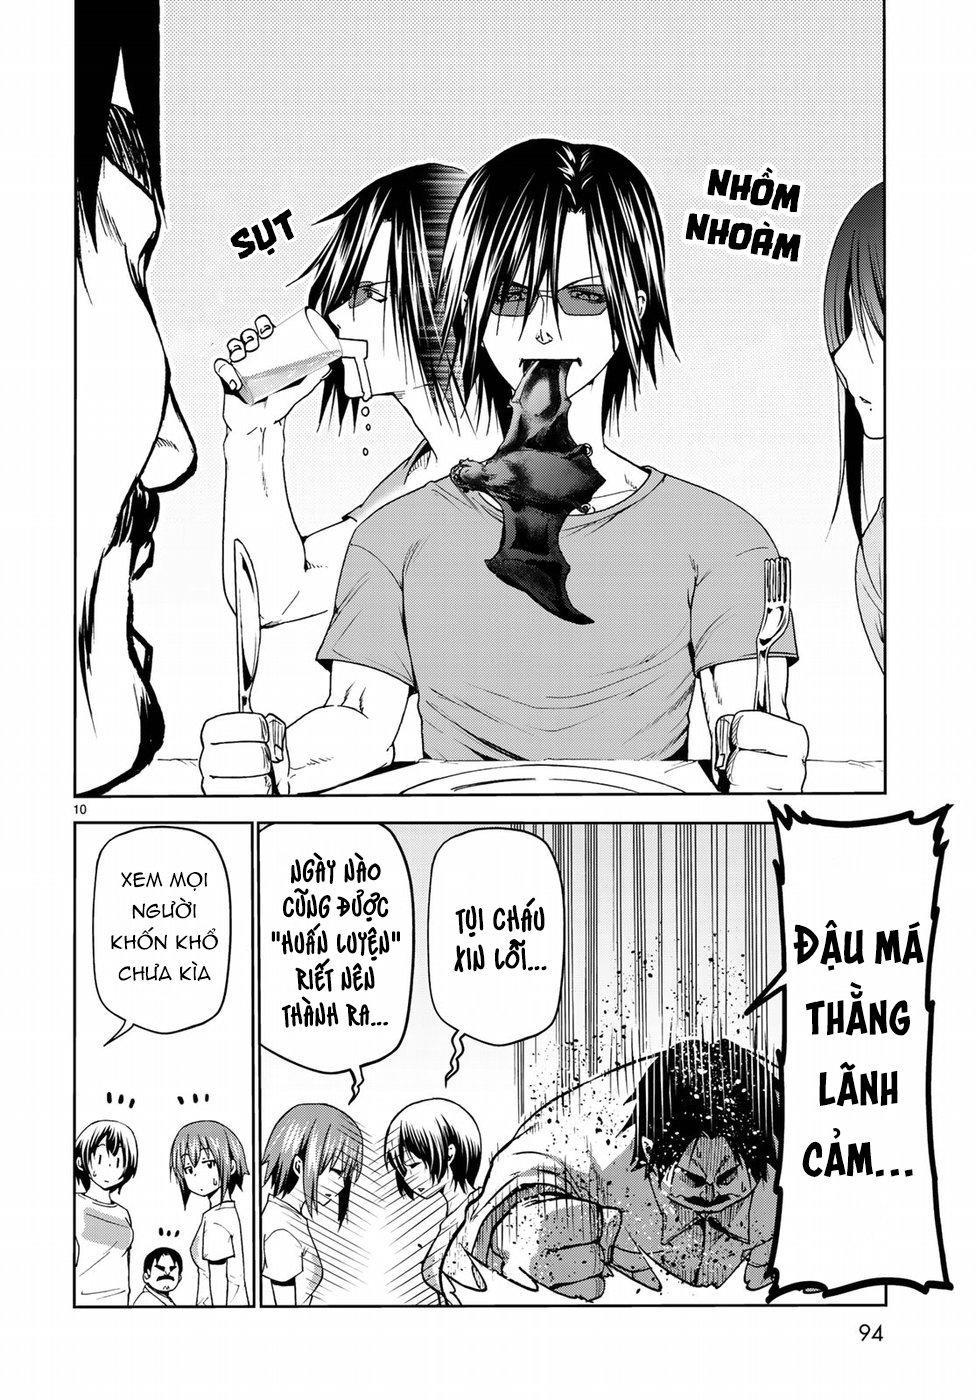 NHỒM
NHOÀM
SỤT
10
ĐẬU MÁ
THẰNG
LÃNH
CẢM...
TỤI CHÁU
XIN LỖI...
NGÀY NÀO
CŨNG ĐƯỢC
"HUẤN LUYỆN"
RIẾT NÊN
THÀNH RA...
XEM MỌI
NGƯỜI
KHỐN KHỔ
CHƯA KÌA
94